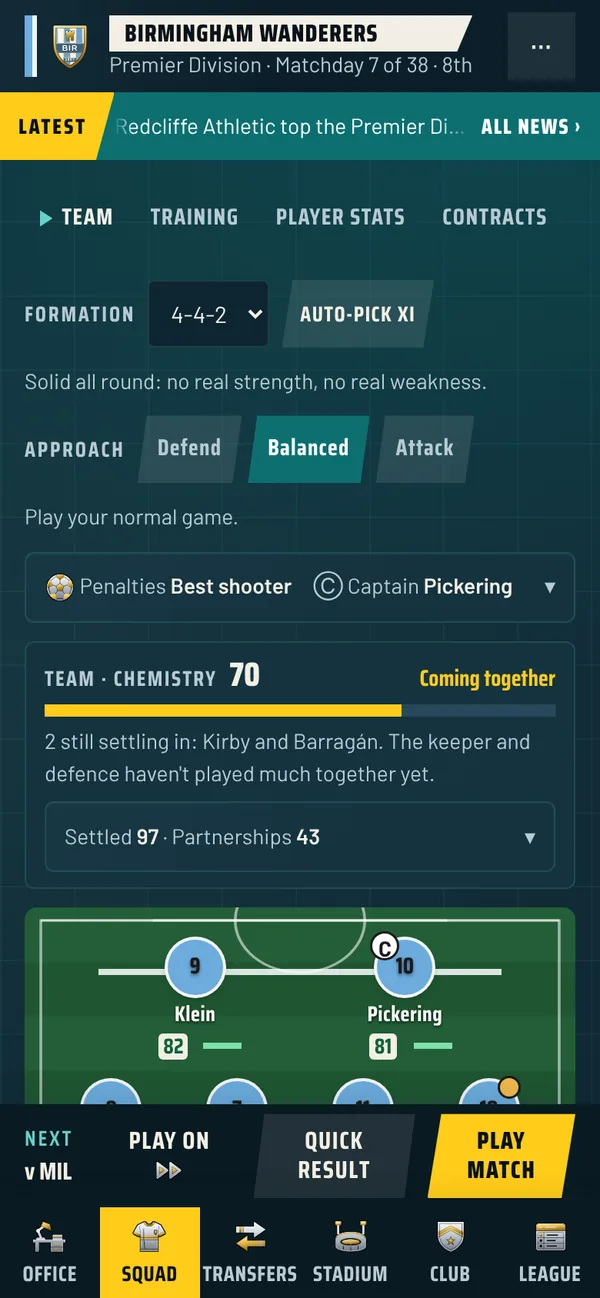 BIR
BIRMINGHAM WANDERERS
Premier Division · Matchday 7 of 38 · 8th
...
LATEST
Redcliffe Athletic top the Premier Di...
ALL NEWS ›
TEAM
TRAINING
PLAYER STATS
CONTRACTS
FORMATION
4-4-2
AUTO-PICK XI
Solid all round: no real strength, no real weakness.
APPROACH
Defend
Balanced
Attack
Play your normal game.
Penalties Best shooter
C Captain Pickering
TEAM · CHEMISTRY 70
Coming together
2 still settling in: Kirby and Barragán. The keeper and
defence haven't played much together yet.
Settled 97 · Partnerships 43
9
C
10
Klein
Pickering
82
81
NEXT
v MIL
PLAY ON
QUICK
RESULT
PLAY
MATCH
OFFICE
SQUAD
TRANSFERS
STADIUM
CLUB
LEAGUE